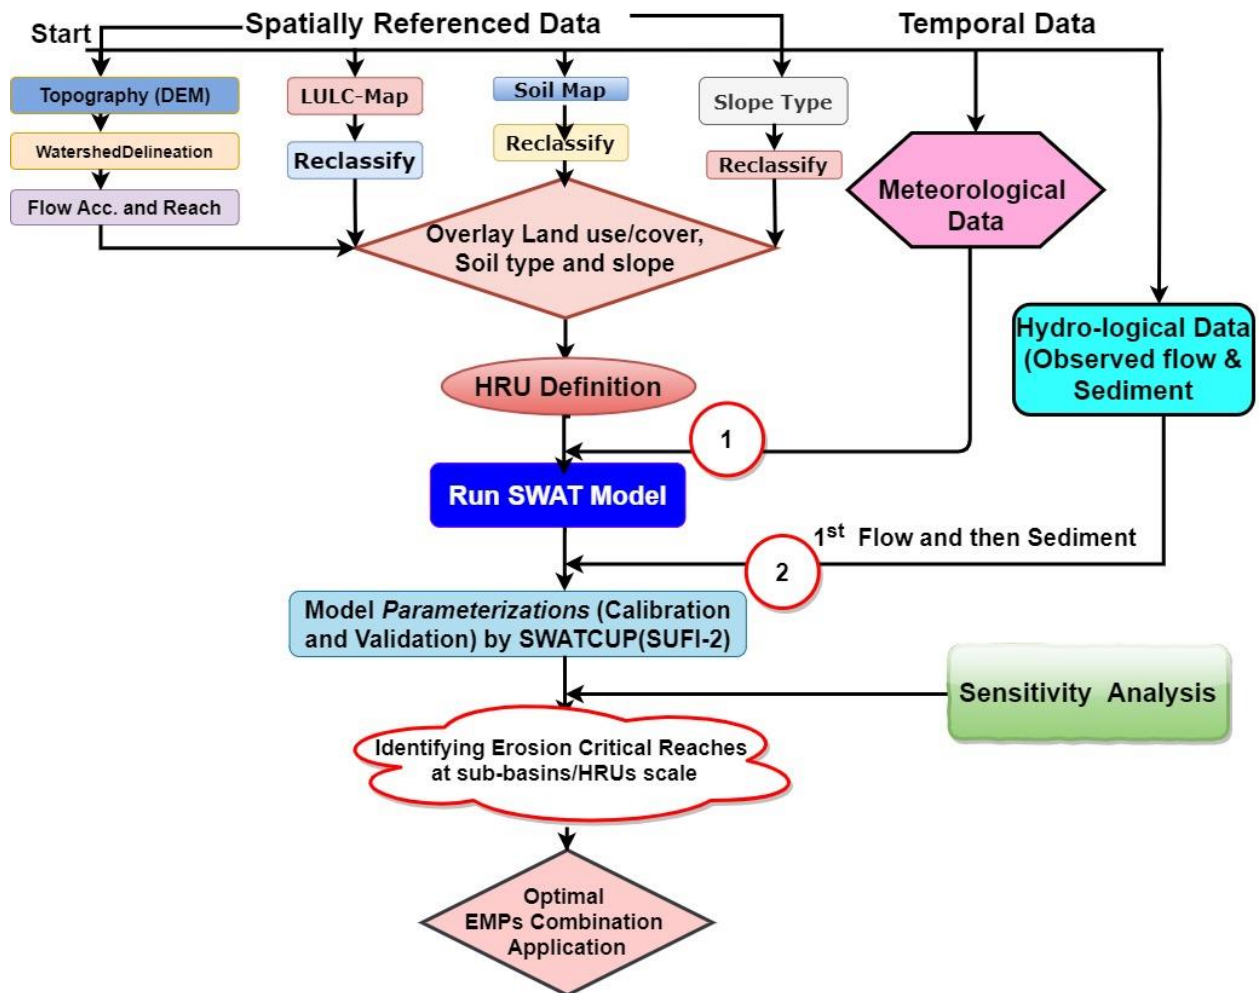 Start
Spatially Referenced Data
Temporal Data
Topography (DEM)
LULC-Map
Soil Map
Slope Type
WatershedDelineation
Reclassify
Reclassify
Reclassify
Flow Acc. and Reach
Meteorological
Data
Overlay Land use/cover,
Soil type and slope
Hydro-logical Data
(Observed flow &
Sediment
HRU Definition
1
Run SWAT Model
1st Flow and then Sediment
2
Model Parameterizations (Calibration
and Validation) by SWATCUP(SUFI-2)
Sensitivity Analysis
Identifying Erosion Critical Reaches
at sub-basins/HRUs scale
Optimal
EMPs Combination
Application